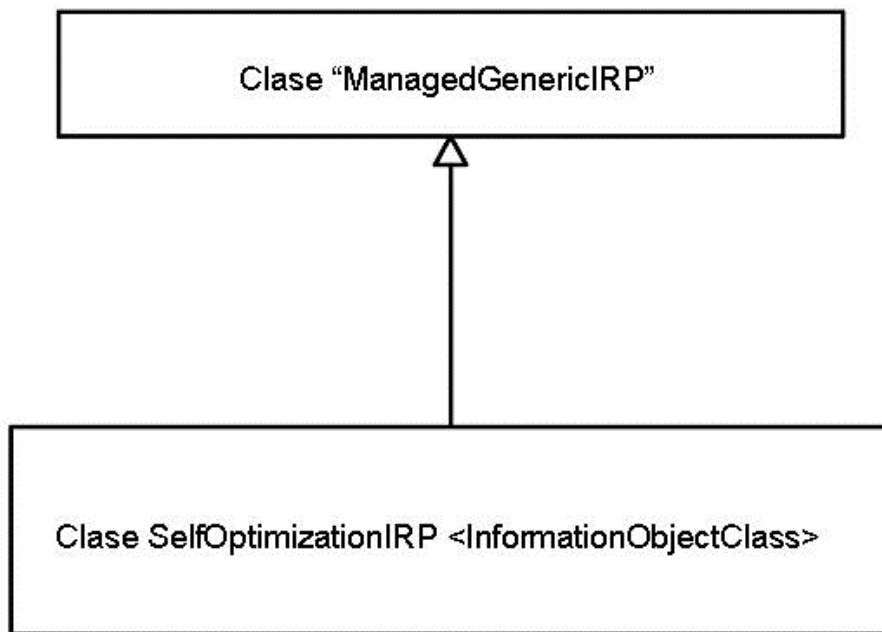 Clase “ManagedGenericIRP”
Clase SelfOptimizationIRP <InformationObjectClass>